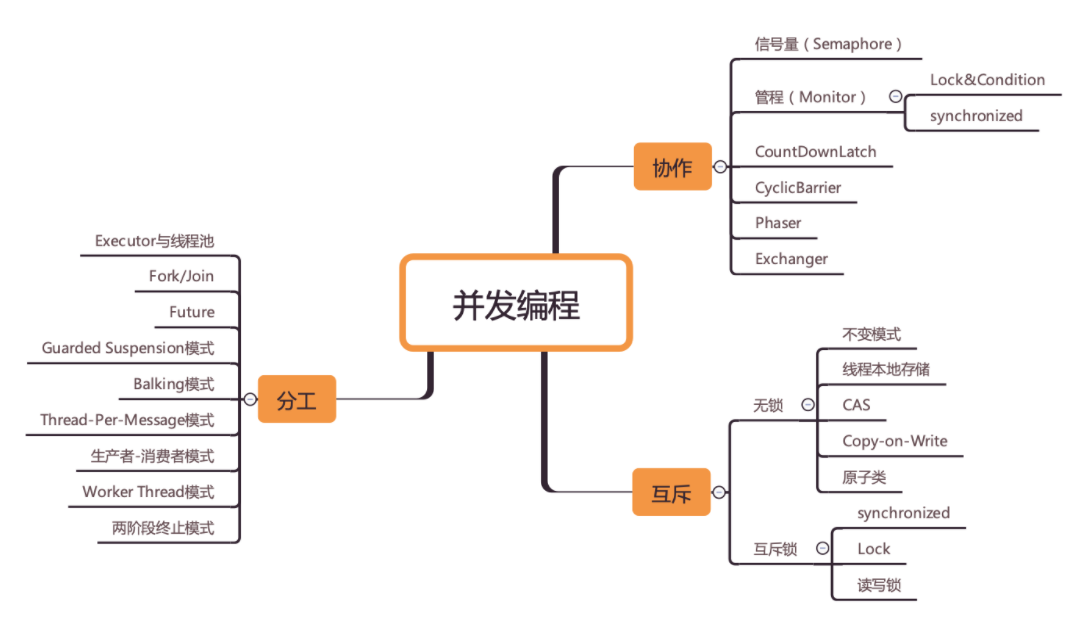 并发编程
协作
信号量（Semaphore）
管程（Monitor）
Lock&Condition
synchronized
CountDownLatch
CyclicBarrier
Phaser
Exchanger
互斥
无锁
不变模式
线程本地存储
CAS
Copy-on-Write
原子类
互斥锁
synchronized
Lock
读写锁
分工
Executor与线程池
Fork/Join
Future
Guarded Suspension模式
Balking模式
Thread-Per-Message模式
生产者-消费者模式
Worker Thread模式
两阶段终止模式